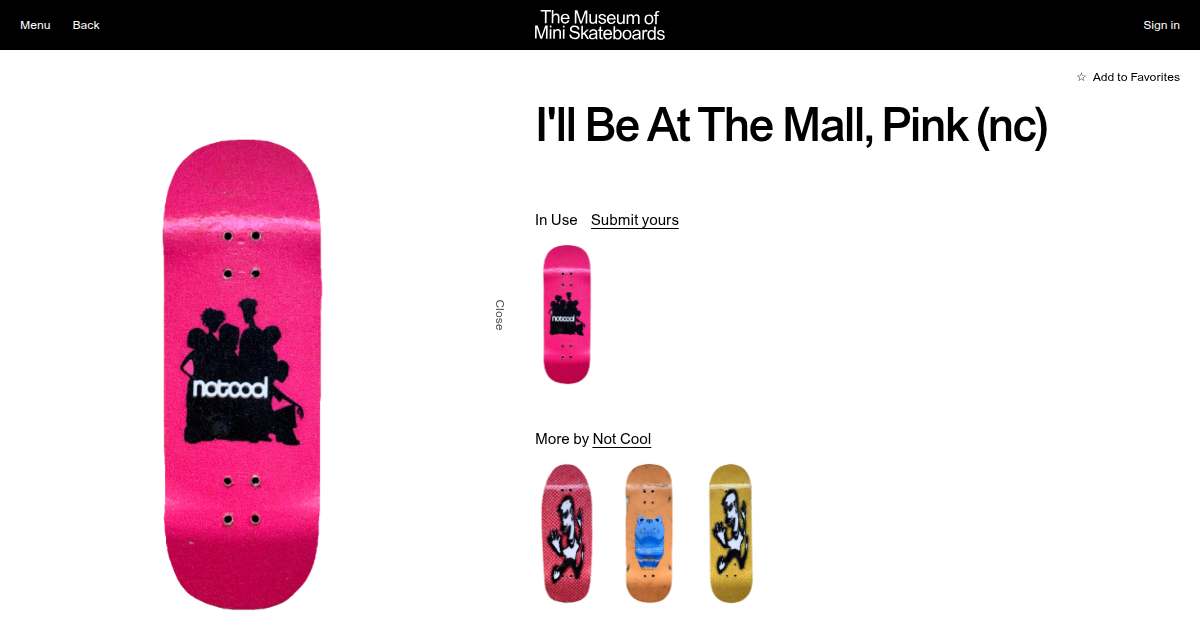 Menu Back
The Museum of
Mini Skateboards
Sign in
☆ Add to Favorites
I'll Be At The Mall, Pink (nc)
notcool
In Use Submit yours
notcool
Close
More by Not Cool